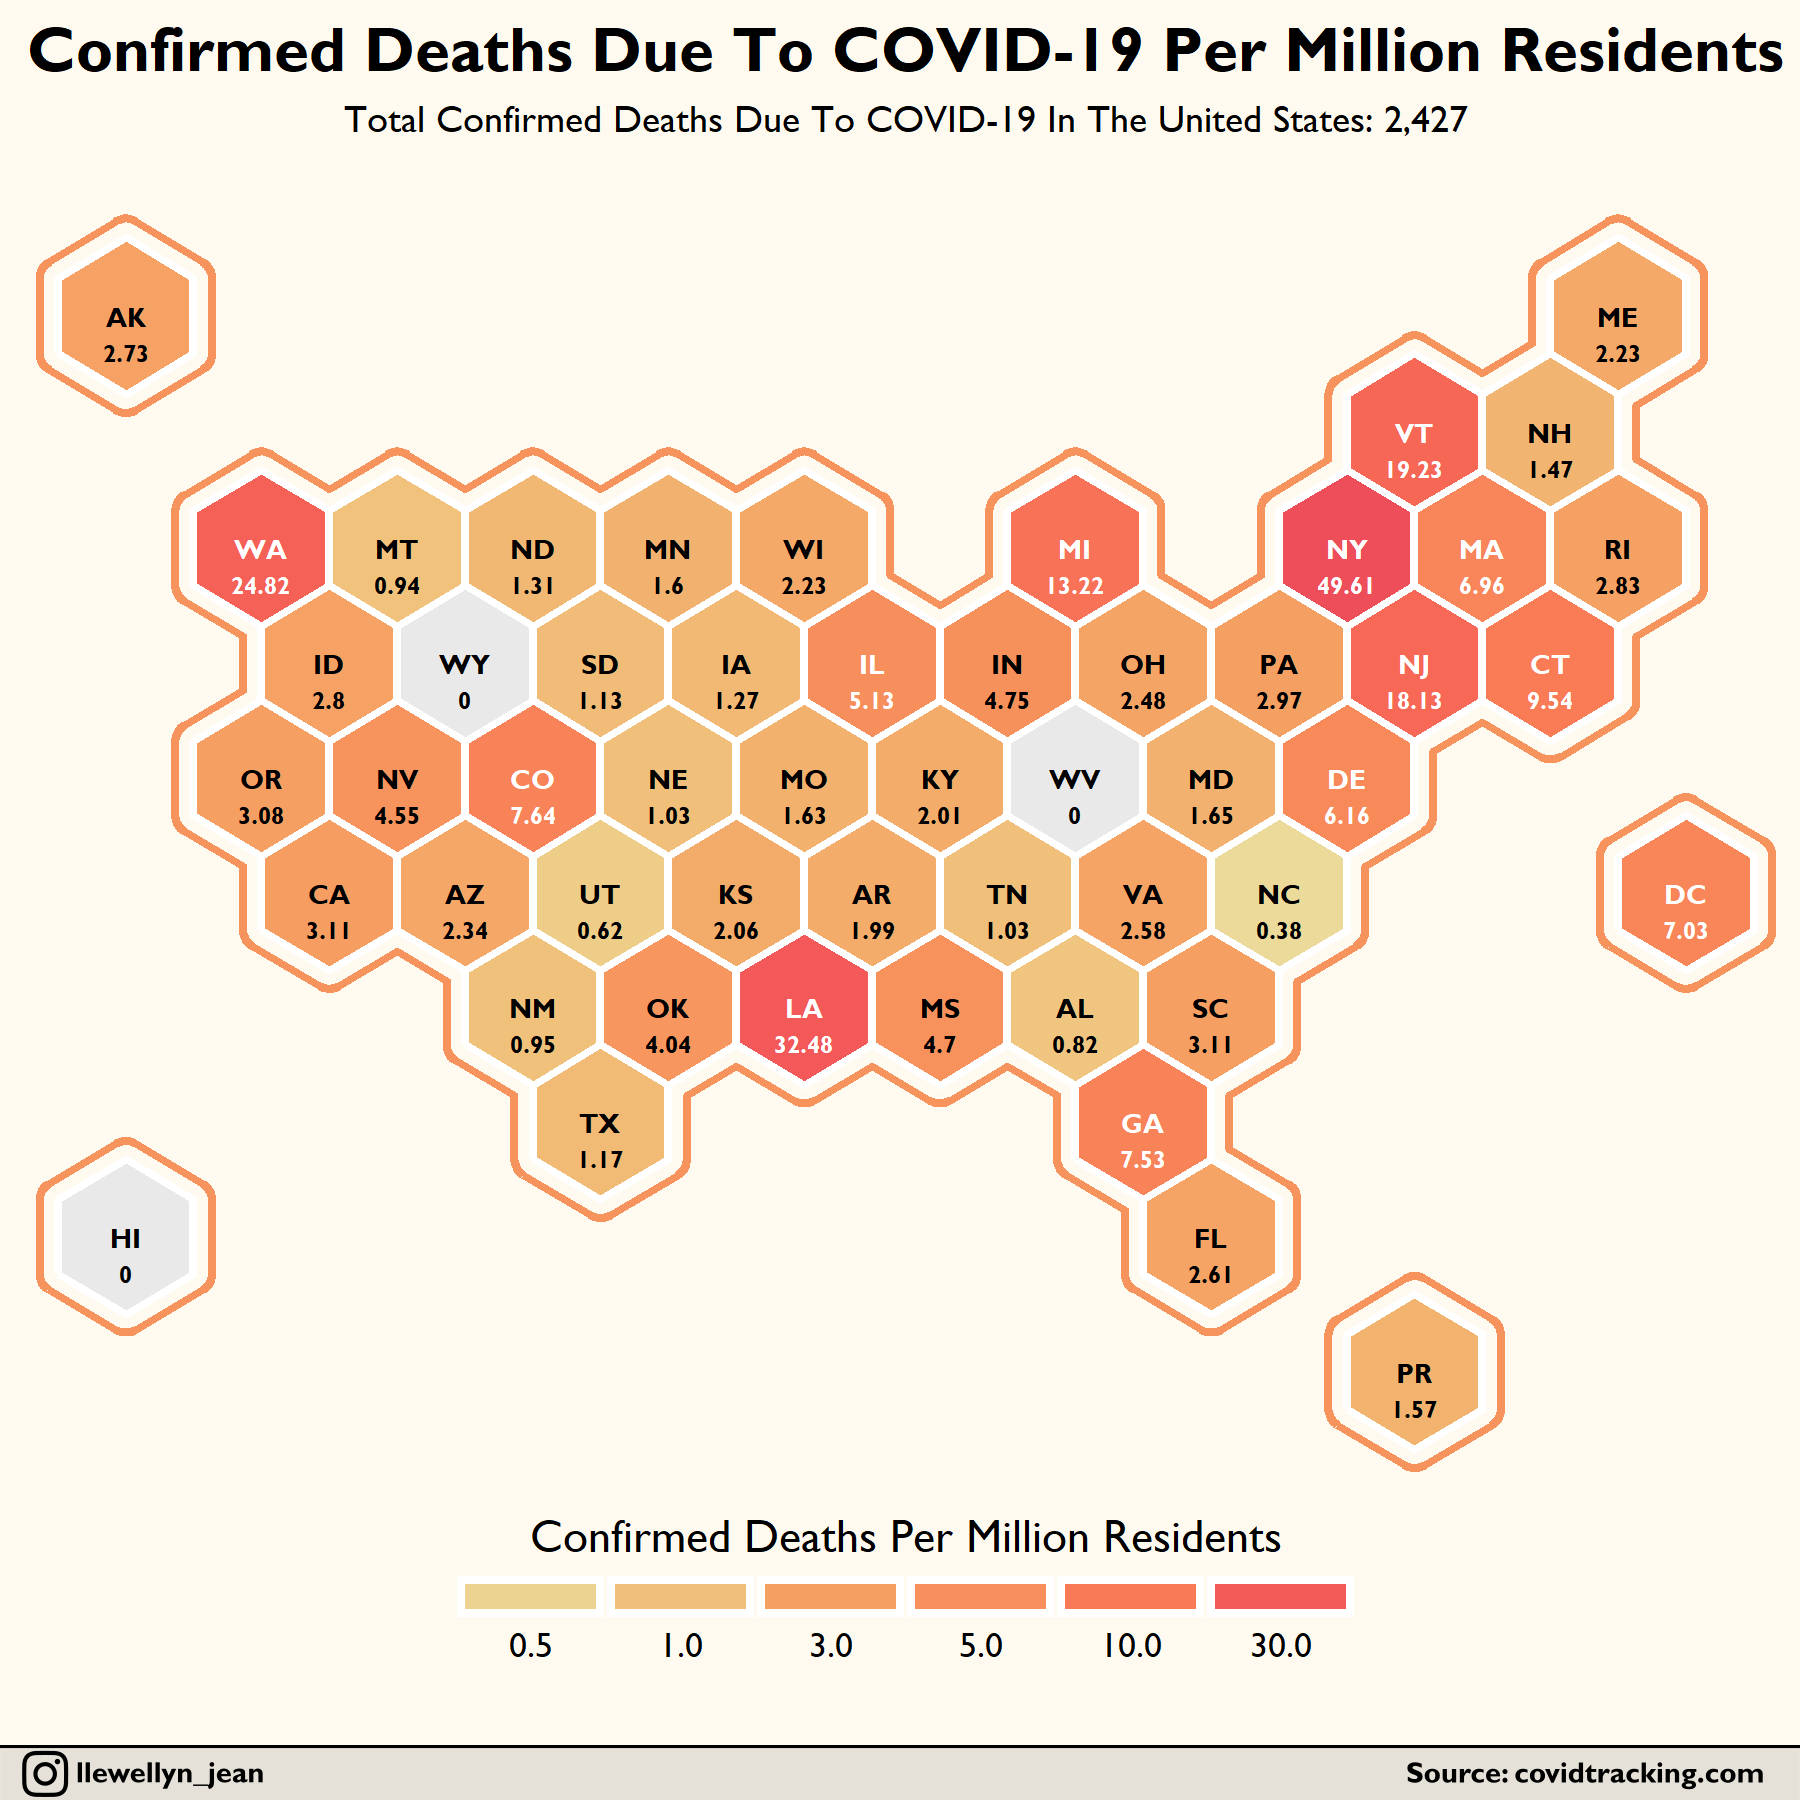 Confirmed Deaths Due To COVID-19 Per Million Residents
Total Confirmed Deaths Due To COVID-19 In The United States: 2,427
AK
2.73
ME
2.23
VT
19.23
NH
1.47
WA
24.82
MT
0.94
ND
1.31
MN
1.6
WI
2.23
MI
13.22
NY
49.61
MA
6.96
RI
2.83
ID
2.8
WY
0
SD
1.13
IA
1.27
IL
5.13
IN
4.75
OH
2.48
PA
2.97
NJ
18.13
CT
9.54
OR
3.08
NV
4.55
CO
7.64
NE
1.03
MO
1.63
KY
2.01
WV
0
MD
1.65
DE
6.16
CA
3.11
AZ
2.34
UT
0.62
KS
2.06
AR
1.99
TN
1.03
VA
2.58
NC
0.38
DC
7.03
NM
0.95
OK
4.04
LA
32.48
MS
4.7
AL
0.82
SC
3.11
TX
1.17
GA
7.53
HI
0
FL
2.61
PR
1.57
Confirmed Deaths Per Million Residents
0.5 1.0 3.0 5.0 10.0 30.0
llewellyn_jean
Source: covidtracking.com